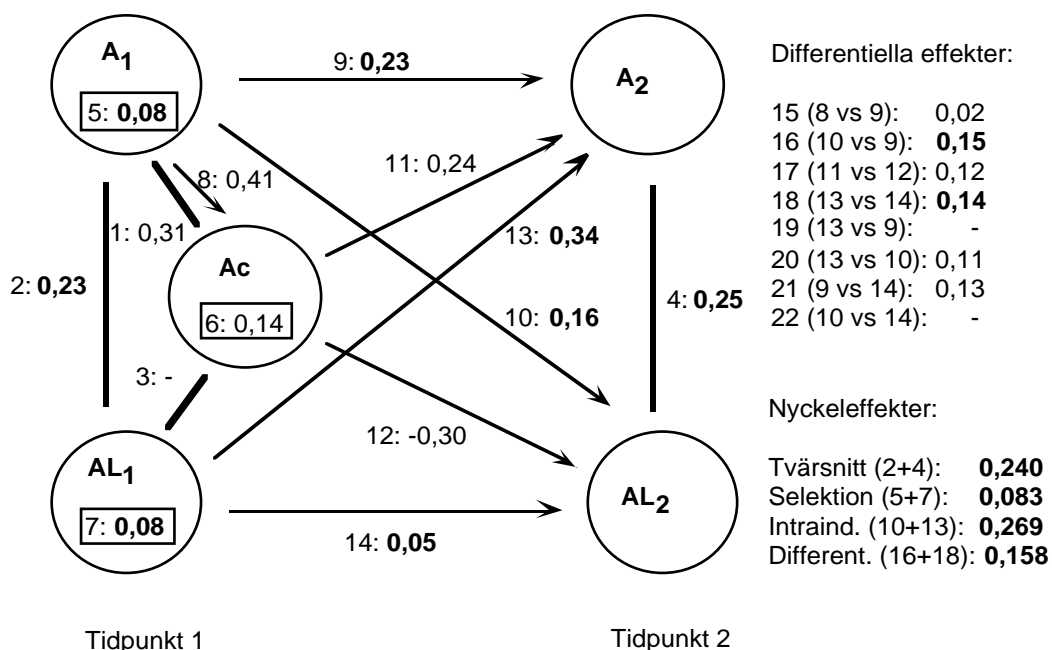 A1
5: 0,08
9: 0,23
A2
8: 0,41
11: 0,24
1: 0,31
2: 0,23
Ac
6: 0,14
13: 0,34
10: 0,16
4: 0,25
3: -
12: -0,30
AL1
7: 0,08
14: 0,05
AL2
Tidpunkt 1
Tidpunkt 2
Differentiella effekter:
15 (8 vs 9): 0,02
16 (10 vs 9): 0,15
17 (11 vs 12): 0,12
18 (13 vs 14): 0,14
19 (13 vs 9): -
20 (13 vs 10): 0,11
21 (9 vs 14): 0,13
22 (10 vs 14): -
Nyckeleffekter:
Tvärsnitt (2+4): 0,240
Selektion (5+7): 0,083
Intraind. (10+13): 0,269
Different. (16+18): 0,158